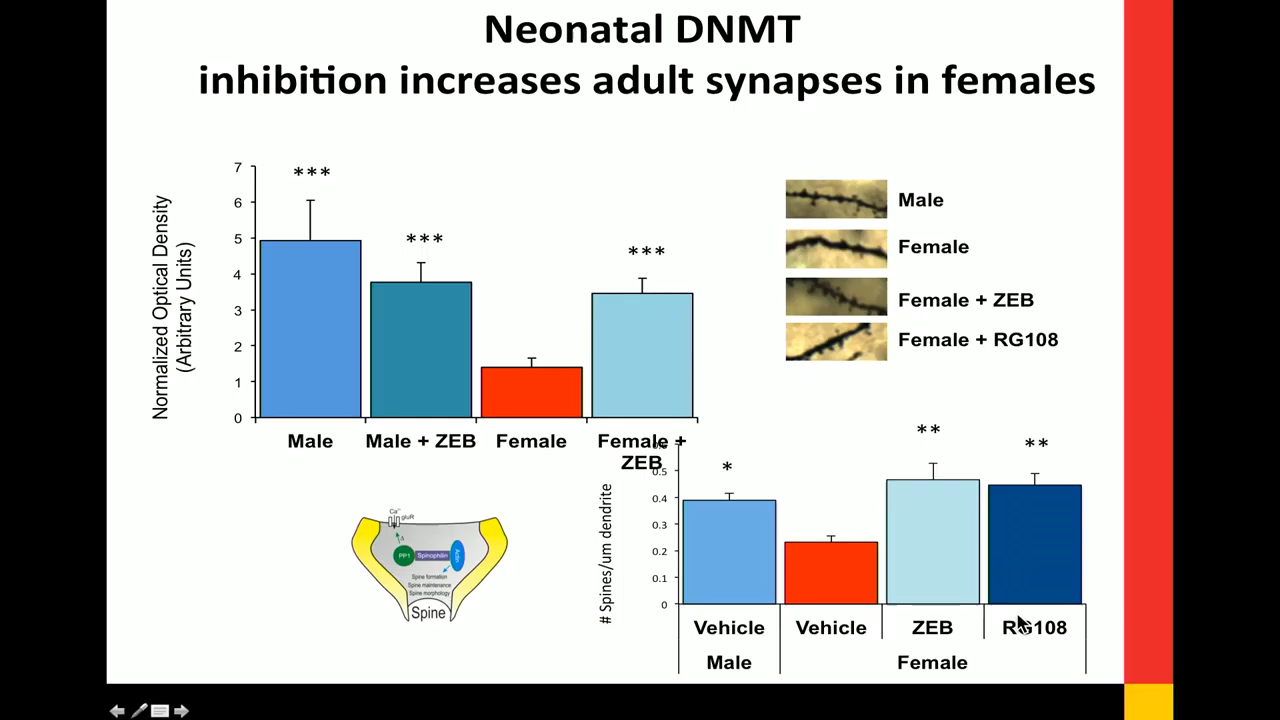 Neonatal DNMT
inhibition increases adult synapses in females
Normalized Optical Density
(Arbitrary Units)
7
6
5
4
3
2
1
0
***
***
***
Male
Male + ZEB
Female
Female +
ZEB
Male
Female
Female + ZEB
Female + RG108
Ca
gluR
PP1
Spinophilin
Actin
Spine formation
Spine maintenance
Spine morphology
Spine
# Spines/um dendrite
0.5
0.4
0.3
0.2
0.1
0
*
**
**
Vehicle
Vehicle
ZEB
RG108
Male
Female